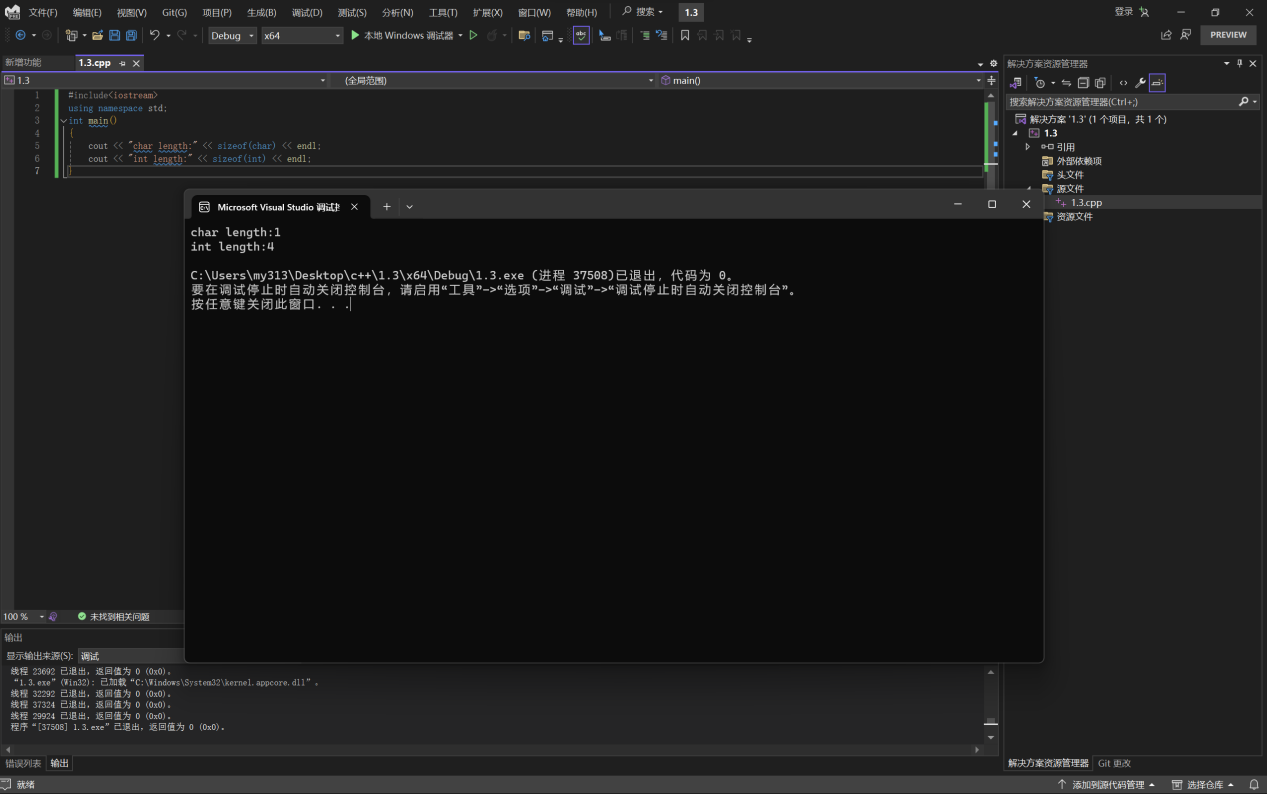 文件(F) 编辑(E) 视图(V) Git(G) 项目(P) 生成(B) 调试(D) 测试(S) 分析(N) 工具(T) 扩展(X) 窗口(W) 帮助(H) 搜索 1.3 登录
Debug x64 本地 Windows 调试器 PREVIEW
新增功能 1.3.cpp
1.3 (全局范围) main()
1 #include<iostream>
2 using namespace std;
3 int main()
4 {
5 cout << "char length:" << sizeof(char) << endl;
6 cout << "int length:" << sizeof(int) << endl;
7 }
Microsoft Visual Studio 调试控
char length:1
int length:4
C:\Users\my313\Desktop\c++\1.3\x64\Debug\1.3.exe (进程 37508)已退出，代码为 0。
要在调试停止时自动关闭控制台，请启用“工具”->“选项”->“调试”->“调试停止时自动关闭控制台”。
按任意键关闭此窗口. . .
100 % 未找到相关问题
输出
显示输出来源(S): 调试
线程 23692 已退出，返回值为 0 (0x0)。
“1.3.exe”(Win32): 已加载“C:\Windows\System32\kernel.appcore.dll”。
线程 32292 已退出，返回值为 0 (0x0)。
线程 37324 已退出，返回值为 0 (0x0)。
线程 29924 已退出，返回值为 0 (0x0)。
程序“[37508] 1.3.exe”已退出，返回值为 0 (0x0)。
错误列表 输出
解决方案资源管理器
搜索解决方案资源管理器(Ctrl+;)
解决方案 '1.3' (1 个项目，共 1 个)
1.3
引用
外部依赖项
头文件
源文件
1.3.cpp
资源文件
解决方案资源管理器 Git 更改
就绪 添加到源代码管理 选择仓库